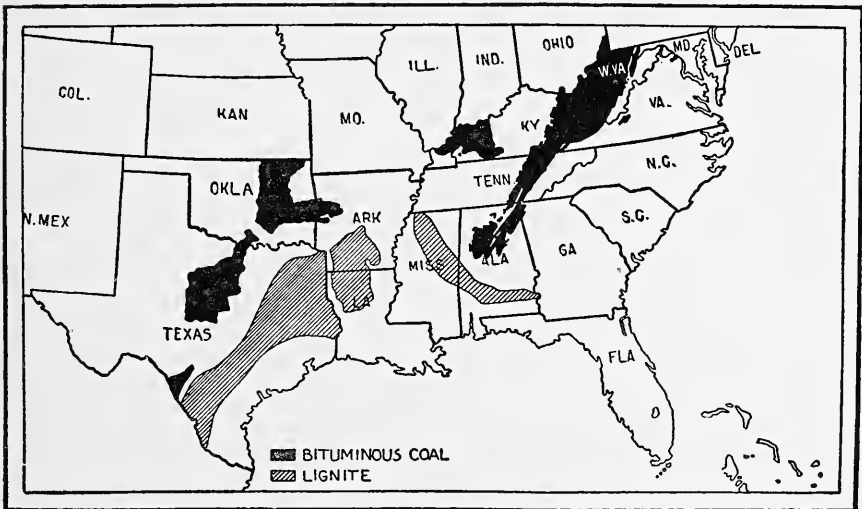 OHIO
MD.
DEL
ILL.
IND.
W.VA
COL.
KAN
MO.
KY
VA.
N.C.
OKLA
TENN.
N.MEX
ARK
S.C.
MISS
ALA
GA
TEXAS
FLA
BITUMINOUS COAL
LIGNITE